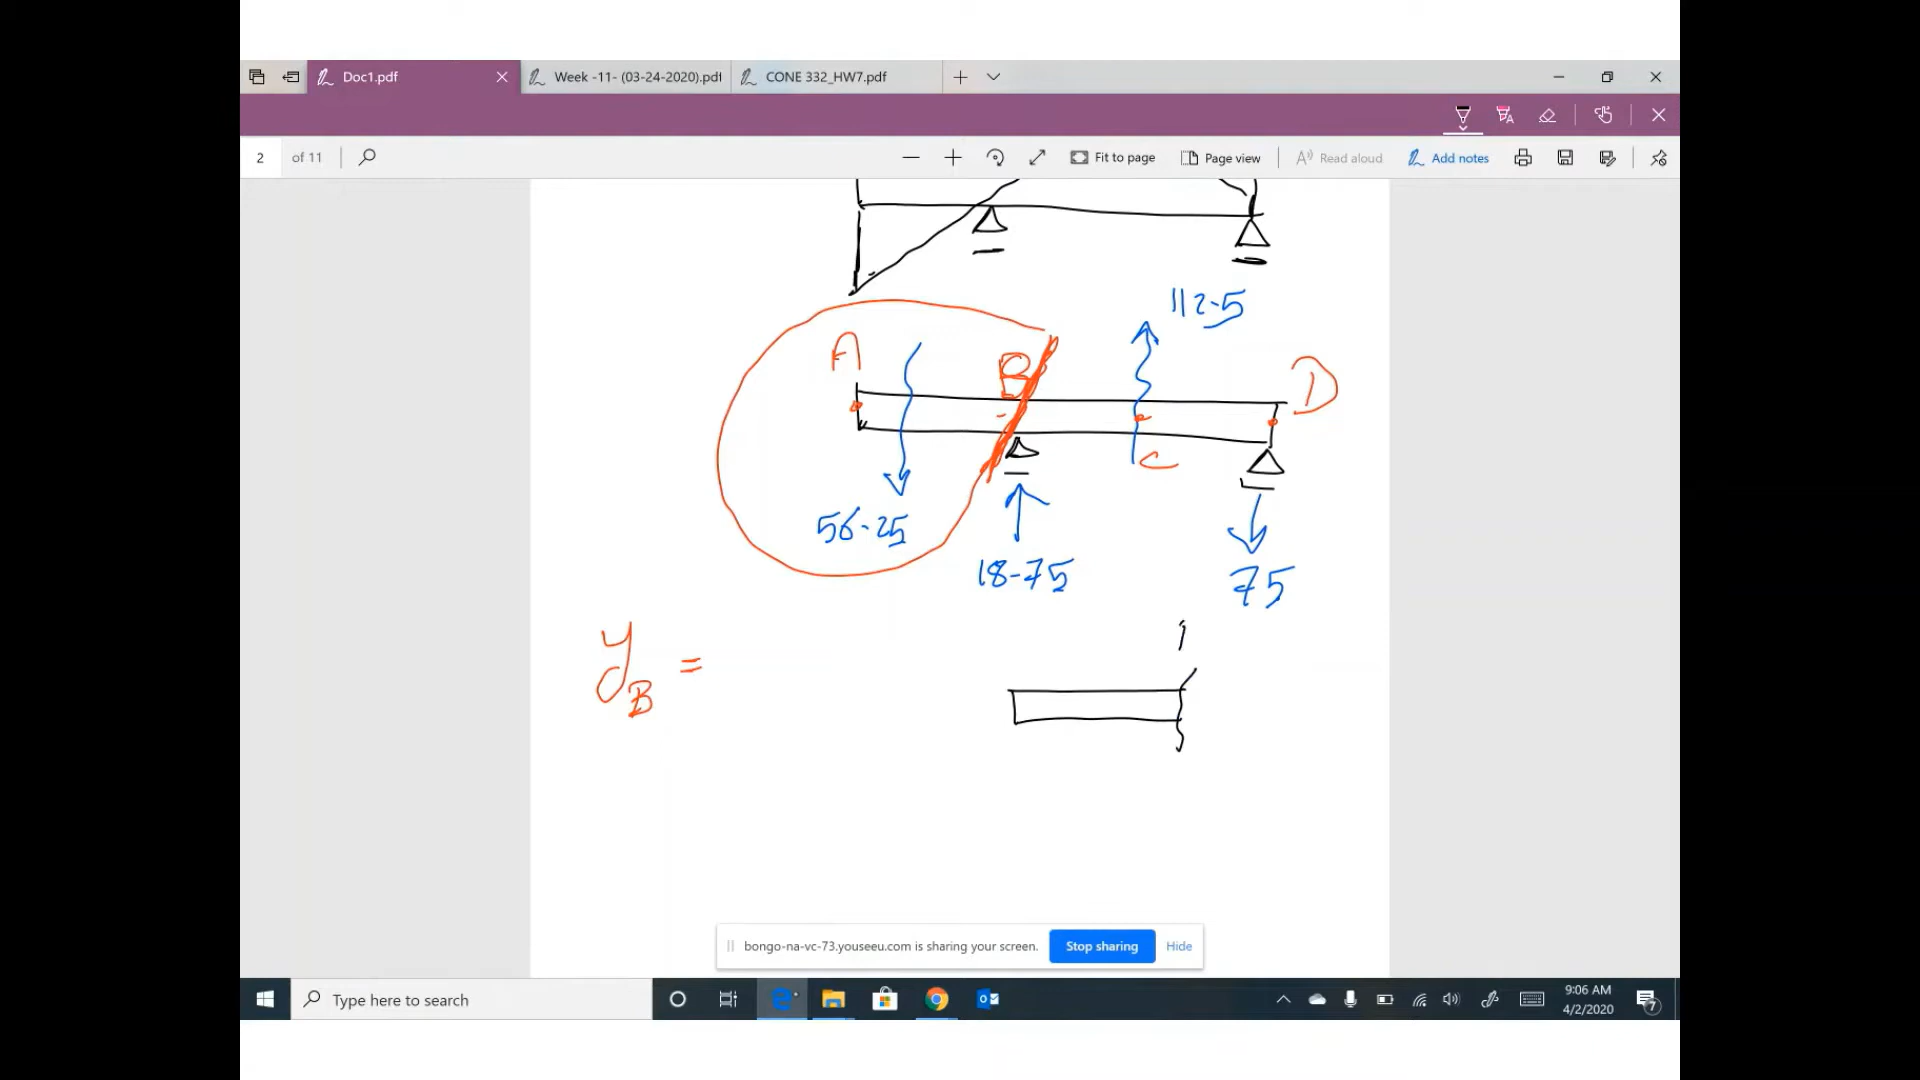 Doc1.pdf
Week -11- (03-24-2020).pdf
CONE 332_HW7.pdf
2 of 11
Fit to page
Page view
Read aloud
Add notes
112-5
A
B
D
C
56-25
18-75
75
y_B =
bongo-na-vc-73.youseeu.com is sharing your screen.
Stop sharing
Hide
Type here to search
9:06 AM
4/2/2020
7